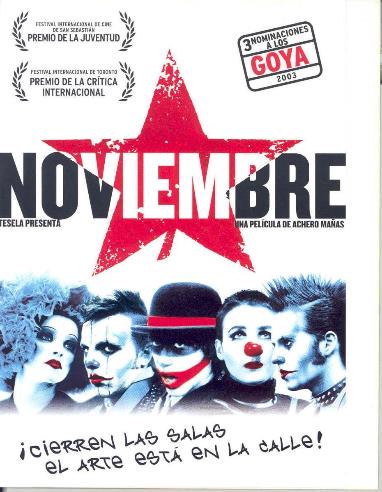 FESTIVAL INTERNACIONAL DE CINE
DE SAN SEBASTIÁN
PREMIO DE LA JUVENTUD
FESTIVAL INTERNACIONAL DE TORONTO
PREMIO DE LA CRÍTICA
INTERNACIONAL
3 NOMINACIONES
A LOS
GOYA
2003
NOVIEMBRE
TESELA PRESENTA
UNA PELÍCULA DE ACHERO MAÑAS
¡CIERREN LAS SALAS
EL ARTE ESTÁ EN LA CALLE!